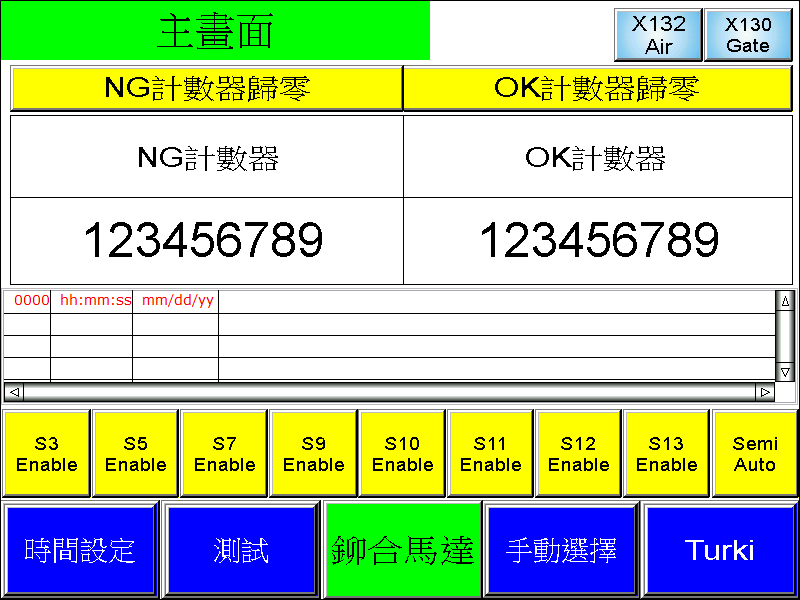 主畫面
X132
Air
X130
Gate
NG計數器歸零
OK計數器歸零
NG計數器
OK計數器
123456789
123456789
0000 hh:mm:ss mm/dd/yy
S3
Enable
S5
Enable
S7
Enable
S9
Enable
S10
Enable
S11
Enable
S12
Enable
S13
Enable
Semi
Auto
時間設定
測試
鉚合馬達
手動選擇
Turki